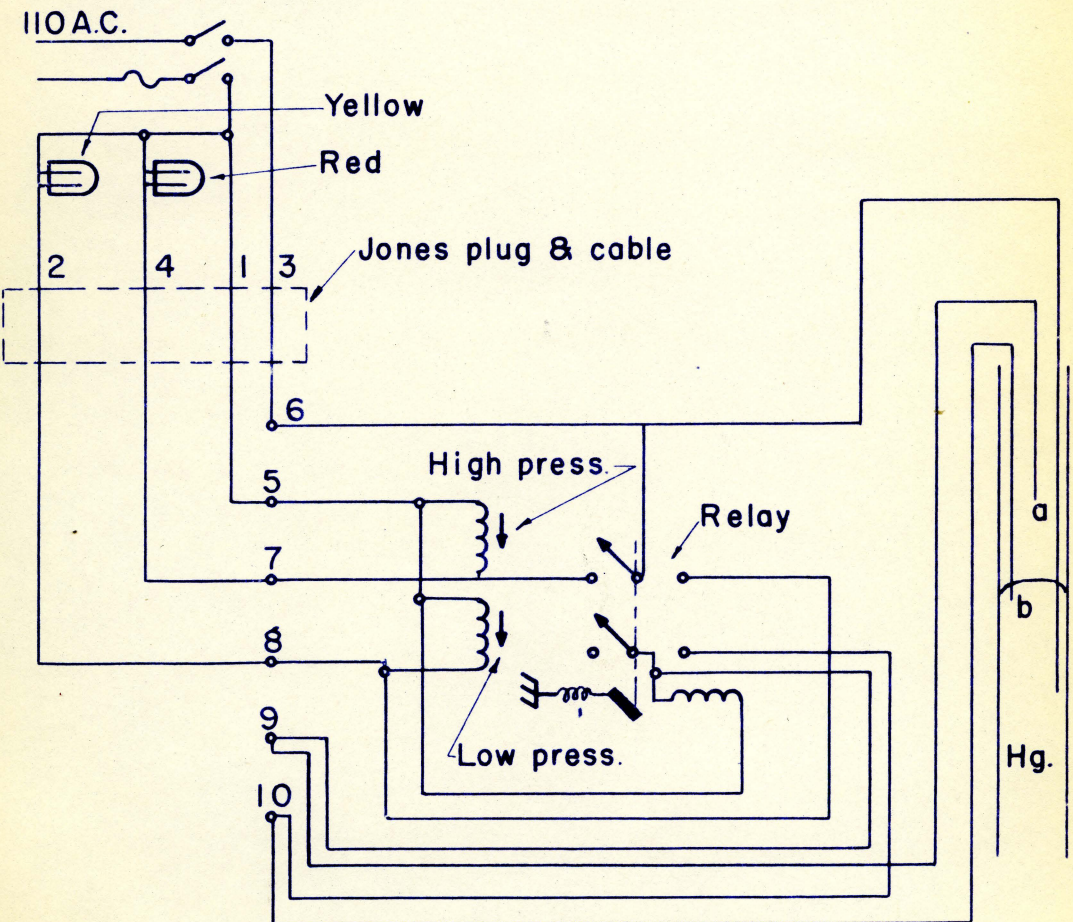 110 A.C.
Yellow
Red
Jones plug & cable
2 4 1 3
6
High press.
5
Relay
a
7
b
8
Low press.
9
Hg.
10